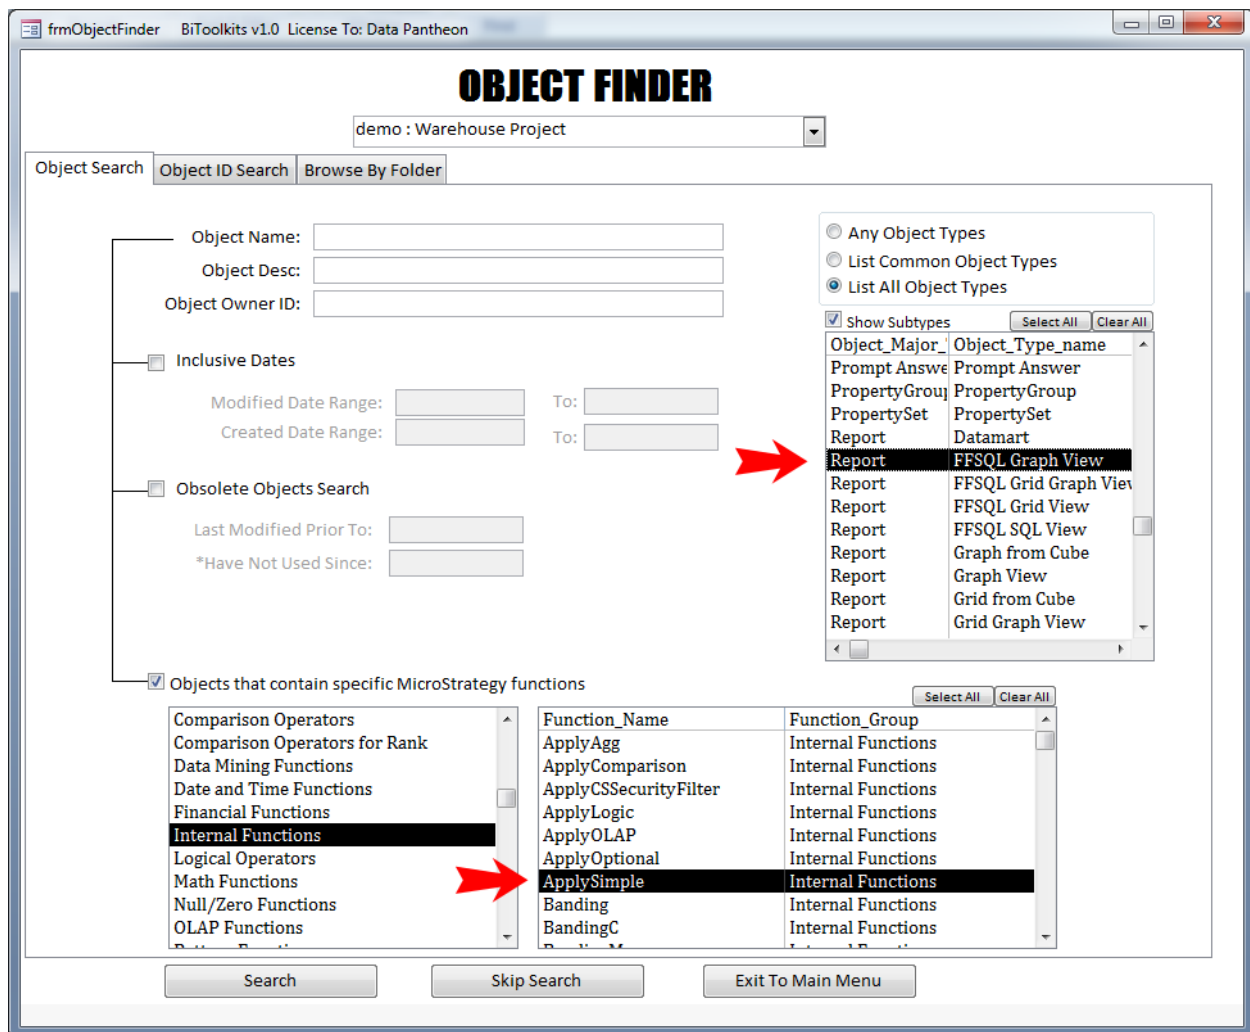 frmObjectFinder BiToolkits v1.0 License To: Data Pantheon
OBJECT FINDER
demo : Warehouse Project
Object Search Object ID Search Browse By Folder
Object Name:
Object Desc:
Object Owner ID:
Any Object Types
List Common Object Types
List All Object Types
Show Subtypes Select All Clear All
Object_Major_ Object_Type_name
Prompt Answe Prompt Answer
PropertyGrou PropertyGroup
PropertySet PropertySet
Report Datamart
Report FFSQL Graph View
Report FFSQL Grid Graph View
Report FFSQL Grid View
Report FFSQL SQL View
Report Graph from Cube
Report Graph View
Report Grid from Cube
Report Grid Graph View
Inclusive Dates
Modified Date Range: To:
Created Date Range: To:
Obsolete Objects Search
Last Modified Prior To:
*Have Not Used Since:
Objects that contain specific MicroStrategy functions
Select All Clear All
Comparison Operators
Comparison Operators for Rank
Data Mining Functions
Date and Time Functions
Financial Functions
Internal Functions
Logical Operators
Math Functions
Null/Zero Functions
OLAP Functions
Function_Name Function_Group
ApplyAgg Internal Functions
ApplyComparison Internal Functions
ApplyCSSecurityFilter Internal Functions
ApplyLogic Internal Functions
ApplyOLAP Internal Functions
ApplyOptional Internal Functions
ApplySimple Internal Functions
Banding Internal Functions
BandingC Internal Functions
Search Skip Search Exit To Main Menu